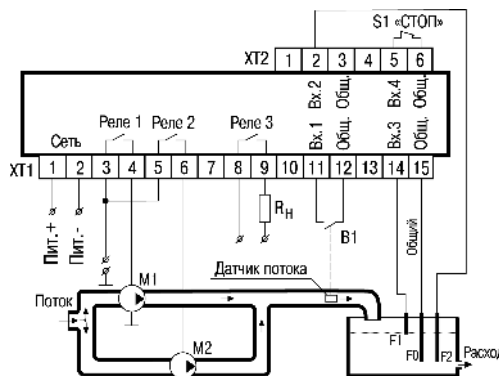 S1 «СТОП»
XT2
1 2 3 4 5 6
Вх.2 Общ. Вх.4 Общ.
Реле 1 Реле 2 Реле 3
Вх.1 Общ. Вх.3 Общ.
Сеть
XT1
1 2 3 4 5 6 7 8 9 10 11 12 13 14 15
Пит.+ Пит.-
RН
B1
Общий
Датчик потока
M1
Поток
M2
F1
F0 F2
Расход